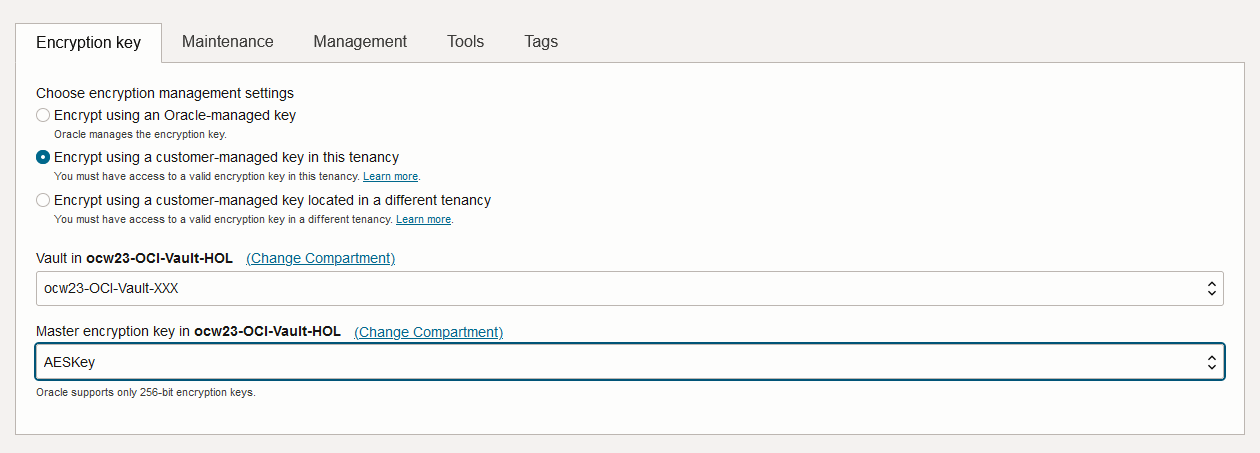 Encryption key Maintenance Management Tools Tags
Choose encryption management settings
Encrypt using an Oracle-managed key
Oracle manages the encryption key.
Encrypt using a customer-managed key in this tenancy
You must have access to a valid encryption key in this tenancy. Learn more.
Encrypt using a customer-managed key located in a different tenancy
You must have access to a valid encryption key in a different tenancy. Learn more.
Vault in ocw23-OCI-Vault-HOL (Change Compartment)
ocw23-OCI-Vault-XXX
Master encryption key in ocw23-OCI-Vault-HOL (Change Compartment)
AESKey
Oracle supports only 256-bit encryption keys.